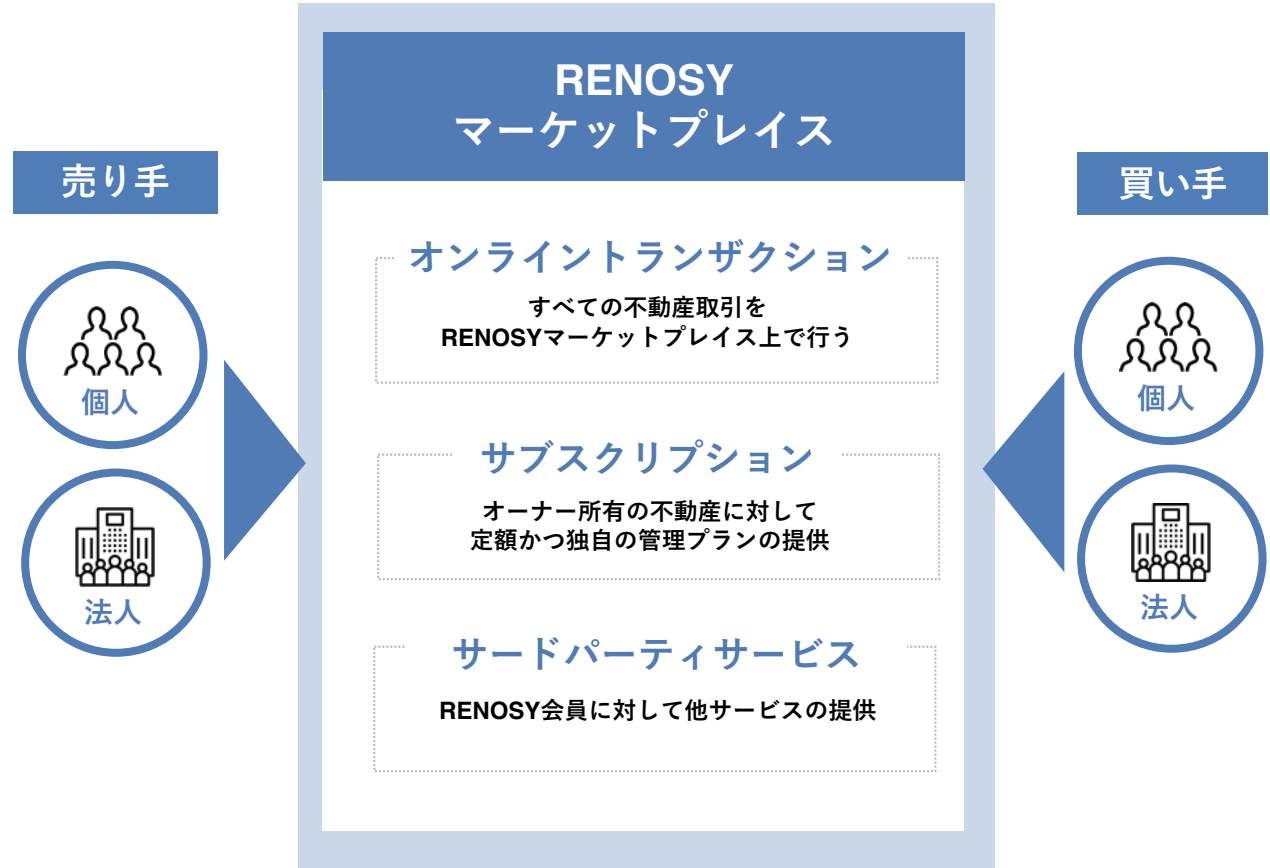 RENOSY
マーケットプレイス
売り手
個人
法人
オンライントランザクション
すべての不動産取引を
RENOSYマーケットプレイス上で行う
サブスクリプション
オーナー所有の不動産に対して
定額かつ独自の管理プランの提供
サードパーティサービス
RENOSY会員に対して他サービスの提供
買い手
個人
法人